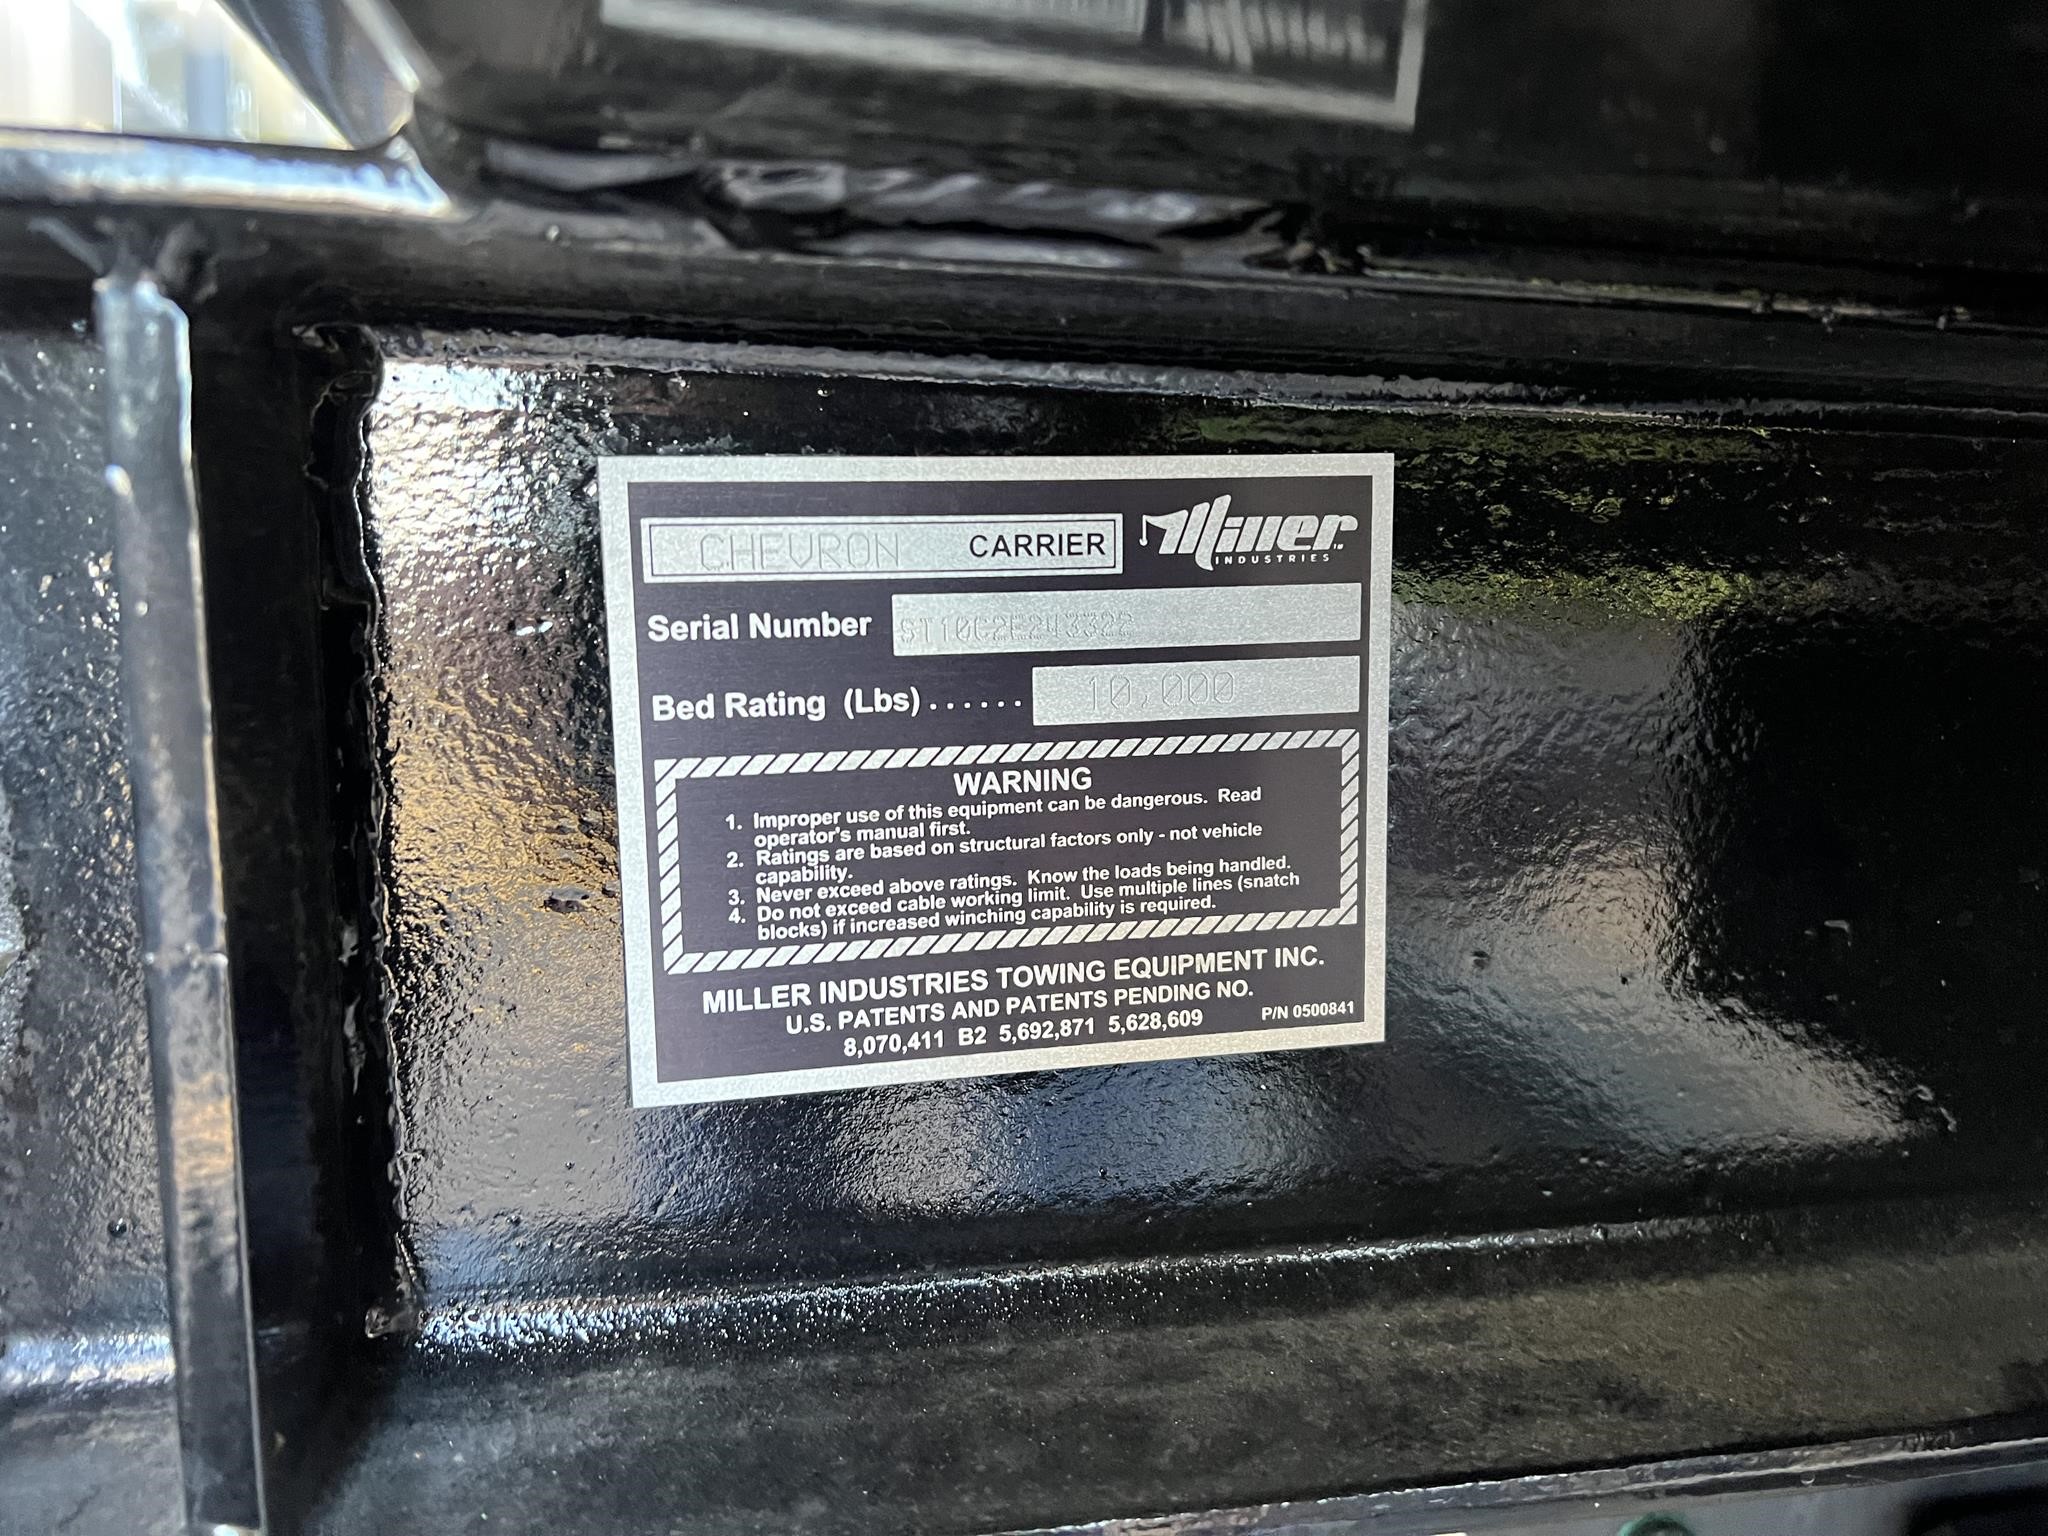 CHEVRON CARRIER
Miller
INDUSTRIES
Serial Number
Bed Rating (Lbs)...... 10,000
WARNING
1. Improper use of this equipment can be dangerous. Read
operator's manual first.
2. Ratings are based on structural factors only - not vehicle
capability.
3. Never exceed above ratings. Know the loads being handled.
4. Do not exceed cable working limit. Use multiple lines (snatch
blocks) if increased winching capability is required.
MILLER INDUSTRIES TOWING EQUIPMENT INC.
U.S. PATENTS AND PATENTS PENDING NO.
8,070,411 B2 5,692,871 5,628,609
P/N 0500841